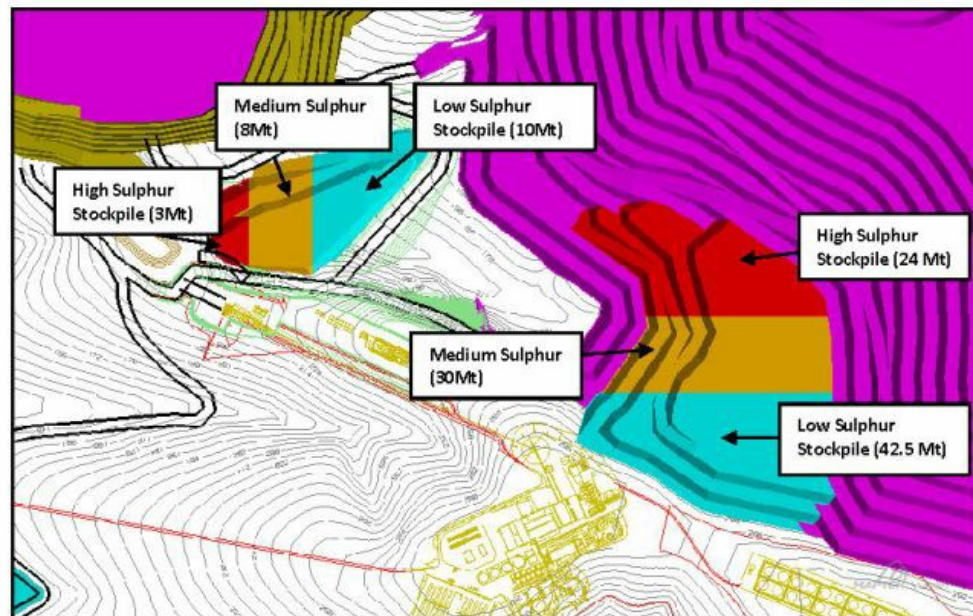 Medium Sulphur
(8Mt)
Low Sulphur
Stockpile (10Mt)
High Sulphur
Stockpile (3Mt)
High Sulphur
Stockpile (24 Mt)
Medium Sulphur
(30Mt)
Low Sulphur
Stockpile (42.5 Mt)